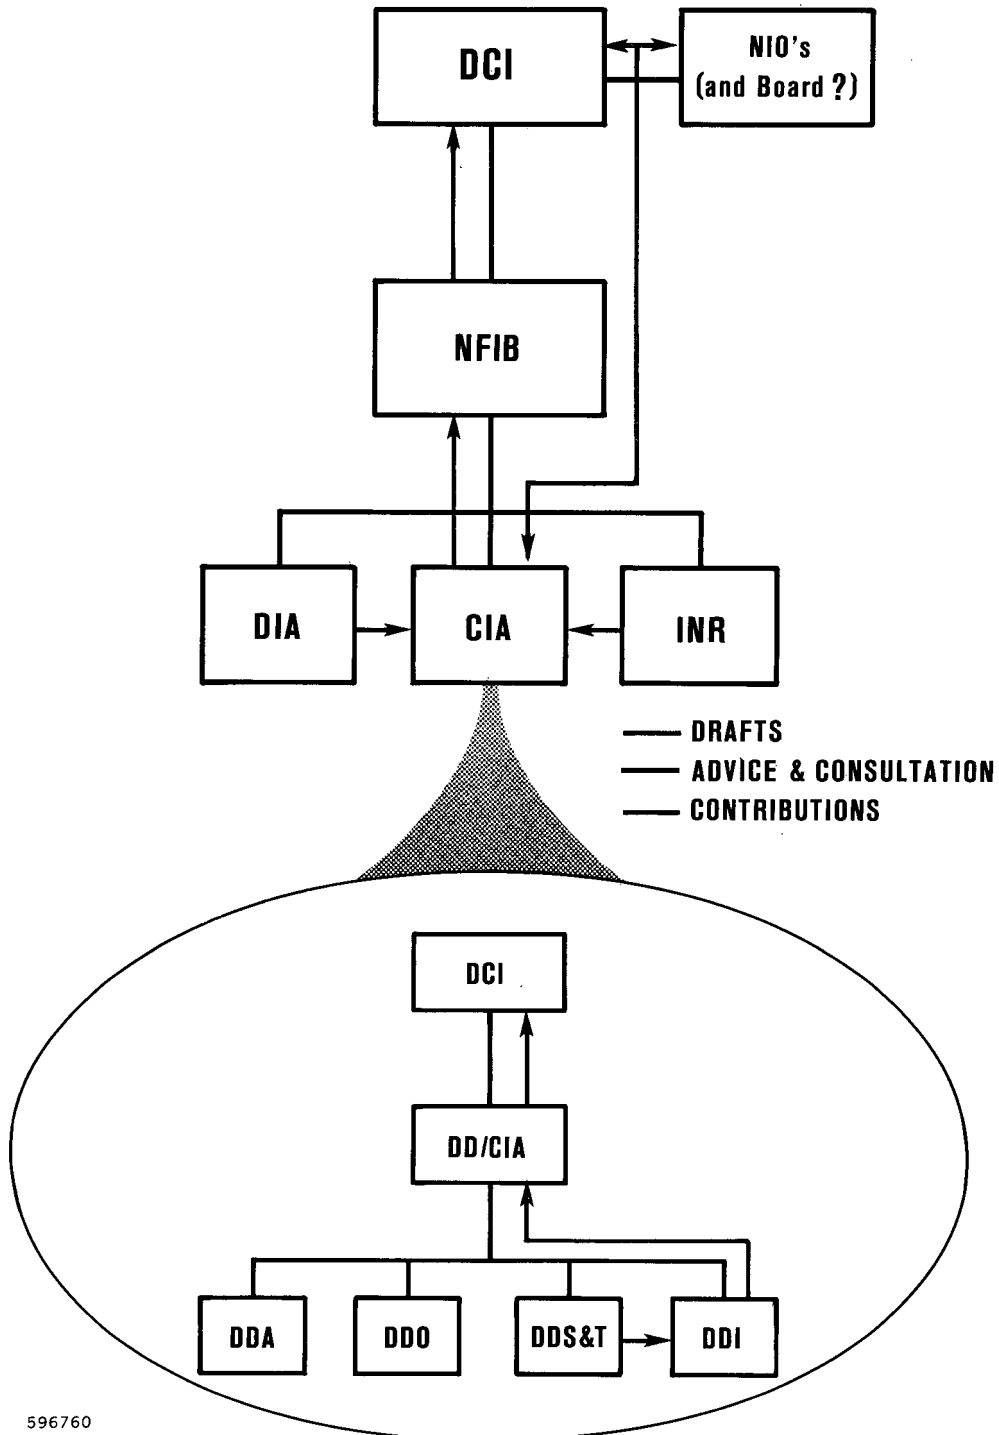 DCI
NIO's
(and Board ?)
NFIB
DIA
CIA
INR
DRAFTS
ADVICE & CONSULTATION
CONTRIBUTIONS
DCI
DD/CIA
DDA
DDO
DDS&T
DDI
596760